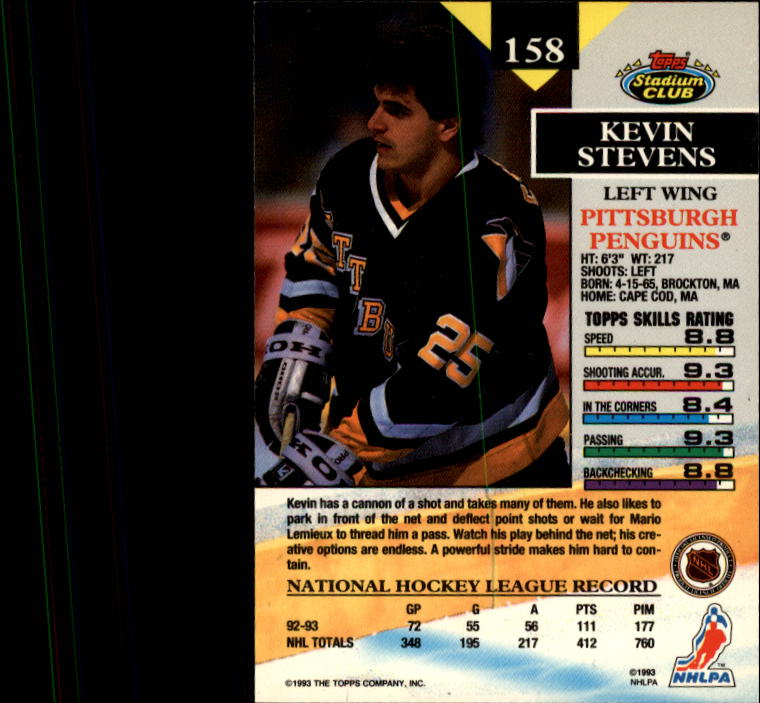 158
Topps®
Stadium
CLUB
KEVIN
STEVENS
LEFT WING
PITTSBURGH
PENGUINS®
HT: 6'3" WT: 217
SHOOTS: LEFT
BORN: 4-15-65, BROCKTON, MA
HOME: CAPE COD, MA
TOPPS SKILLS RATING
SPEED 8.8
SHOOTING ACCUR. 9.3
IN THE CORNERS 8.4
PASSING 9.3
BACKCHECKING 8.8
TTSBU
25
Kevin has a cannon of a shot and takes many of them. He also likes to
park in front of the net and deflect point shots or wait for Mario
Lemieux to thread him a pass. Watch his play behind the net; his cre-
ative options are endless. A powerful stride makes him hard to con-
tain.
NHL
NATIONAL HOCKEY LEAGUE RECORD
GP G A PTS PIM
92-93 72 55 56 111 177
NHL TOTALS 348 195 217 412 760
©1993 THE TOPPS COMPANY, INC.
©1993
NHLPA
NHLPA
TM